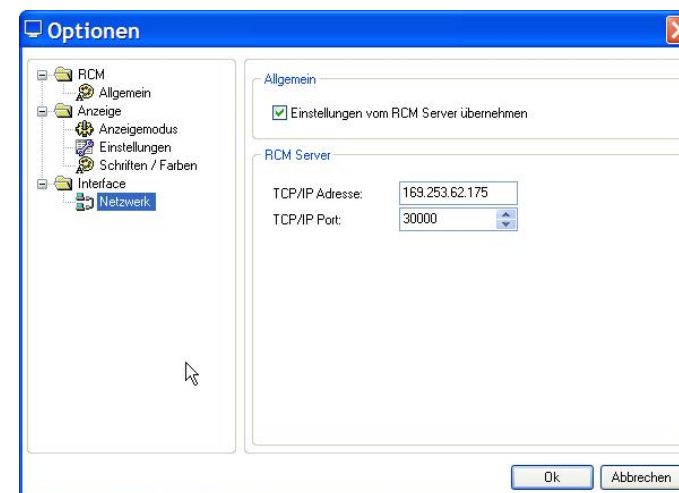 Optionen
RCM
Allgemein
Anzeige
Anzeigemodus
Einstellungen
Schriften / Farben
Interface
Netzwerk
Allgemein
Einstellungen vom RCM Server übernehmen
RCM Server
TCP/IP Adresse: 169.253.62.175
TCP/IP Port: 30000
Ok Abbrechen